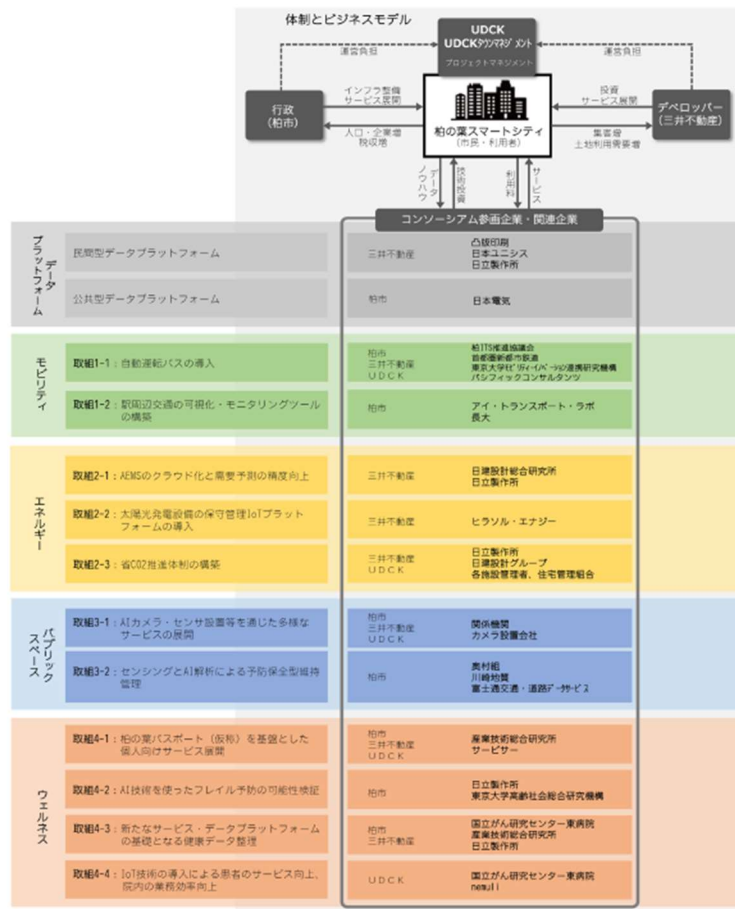 体制とビジネスモデル
UDCK
UDCKタウンマネジメント
プロジェクトマネジメント
運営負担
運営負担
行政
(柏市)
インフラ整備
サービス展開
人口・企業増
税収増
柏の葉スマートシティ
(市民・利用者)
投資
サービス展開
集客増
土地利用需要増
デベロッパー
(三井不動産)
データ
ノウハウ
技術投資
利用料
サービス
コンソーシアム参画企業・関連企業
データ
プラットフォーム
民間型データプラットフォーム
三井不動産
凸版印刷
日本ユニシス
日立製作所
公共型データプラットフォーム
柏市
日本電気
モビリティ
取組1-1：自動運転バスの導入
柏市
三井不動産
UDCK
柏ITS推進協議会
首都圏新都市鉄道
東京大学モビリティ・イノベーション連携研究機構
パシフィックコンサルタンツ
取組1-2：駅周辺交通の可視化・モニタリングツール
の構築
柏市
アイ・トランスポート・ラボ
長大
エネルギー
取組2-1：AEMSのクラウド化と需要予測の精度向上
三井不動産
日建設計総合研究所
日立製作所
取組2-2：太陽光発電設備の保守管理IoTプラット
フォームの導入
三井不動産
ヒラソル・エナジー
取組2-3：省CO2推進体制の構築
三井不動産
UDCK
日立製作所
日建設計グループ
各施設管理者、住宅管理組合
パブリック
スペース
取組3-1：AIカメラ・センサ設置等を通じた多様な
サービスの展開
柏市
三井不動産
UDCK
関係機関
カメラ設置会社
取組3-2：センシングとAI解析による予防保全型維持
管理
柏市
奥村組
川崎地質
富士通交通・道路データサービス
ウェルネス
取組4-1：柏の葉パスポート（仮称）を基盤とした
個人向けサービス展開
柏市
三井不動産
UDCK
産業技術総合研究所
サービサー
取組4-2：AI技術を使ったフレイル予防の可能性検証
柏市
日立製作所
東京大学高齢社会総合研究機構
取組4-3：新たなサービス・データプラットフォーム
の基礎となる健康データ整理
柏市
三井不動産
国立がん研究センター東病院
産業技術総合研究所
日立製作所
取組4-4：IoT技術の導入による患者のサービス向上、
院内の業務効率向上
UDCK
国立がん研究センター東病院
nemuli